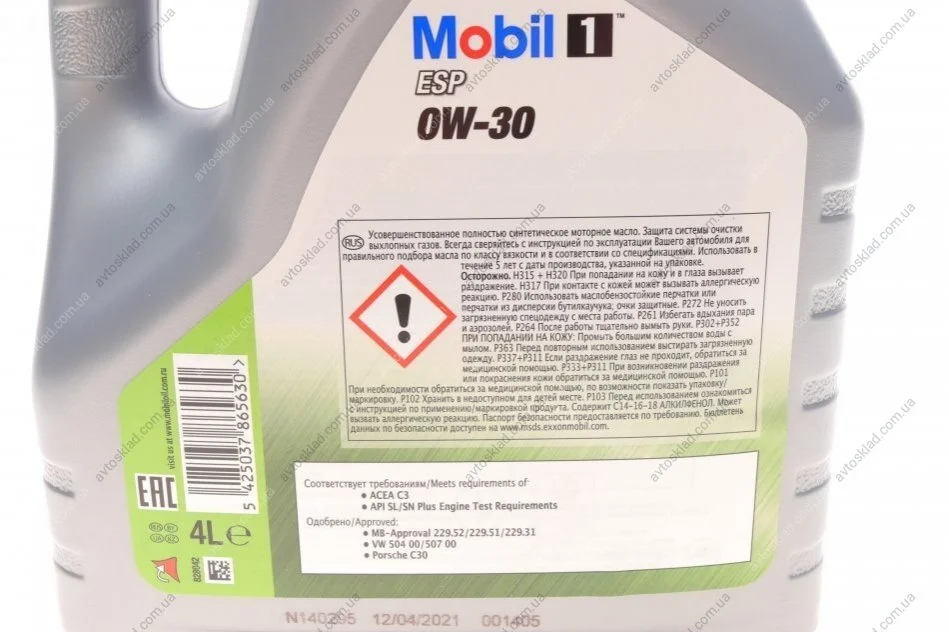 Mobil 1™
ESP
0W-30
RUS
Усовершенствованное полностью синтетическое моторное масло. Защита системы очистки
выхлопных газов. Всегда сверяйтесь с инструкцией по эксплуатации Вашего автомобиля для
правильного подбора масла по классу вязкости и в соответствии со спецификациями. Использовать в
течение 5 лет с даты производства, указанной на упаковке.
Осторожно. H315 + H320 При попадании на кожу и в глаза вызывает
раздражение. H317 При контакте с кожей может вызывать аллергическую
реакцию. P280 Использовать маслобензостойкие перчатки или
перчатки из дисперсии бутилкаучука; очки защитные. P272 Не уносить
загрязненную спецодежду с места работы. P261 Избегать вдыхания пара
и аэрозолей. P264 После работы тщательно вымыть руки. P302+P352
ПРИ ПОПАДАНИИ НА КОЖУ: Промыть большим количеством воды с
мылом. P363 Перед повторным использованием выстирать загрязненную
одежду. P337+P311 Если раздражение глаз не проходит, обратиться за
медицинской помощью. P333+P311 При возникновении раздражения
или покраснения кожи обратиться за медицинской помощью. P101
При необходимости обратиться за медицинской помощью, по возможности показать упаковку/
маркировку. P102 Хранить в недоступном для детей месте. P103 Перед использованием ознакомиться
с инструкцией по применению/маркировкой продукта. Содержит C14-16-18 АЛКИЛФЕНОЛ. Может
вызвать аллергическую реакцию. Паспорт безопасности предоставляется по требованию. Бюллетень
данных по безопасности доступен на www.msds.exxonmobil.com.
visit us at www.mobiloil.com.ru
5 425037 865630 >
EAC
RUS BY
UA KZ
4L e
828042
Соответствует требованиям/Meets requirements of:
• ACEA C3
• API SL/SN Plus Engine Test Requirements
Одобрено/Approved:
• MB-Approval 229.52/229.51/229.31
• VW 504 00/507 00
• Porsche C30
N140295 12/04/2021 001405
avtosklad.com.ua